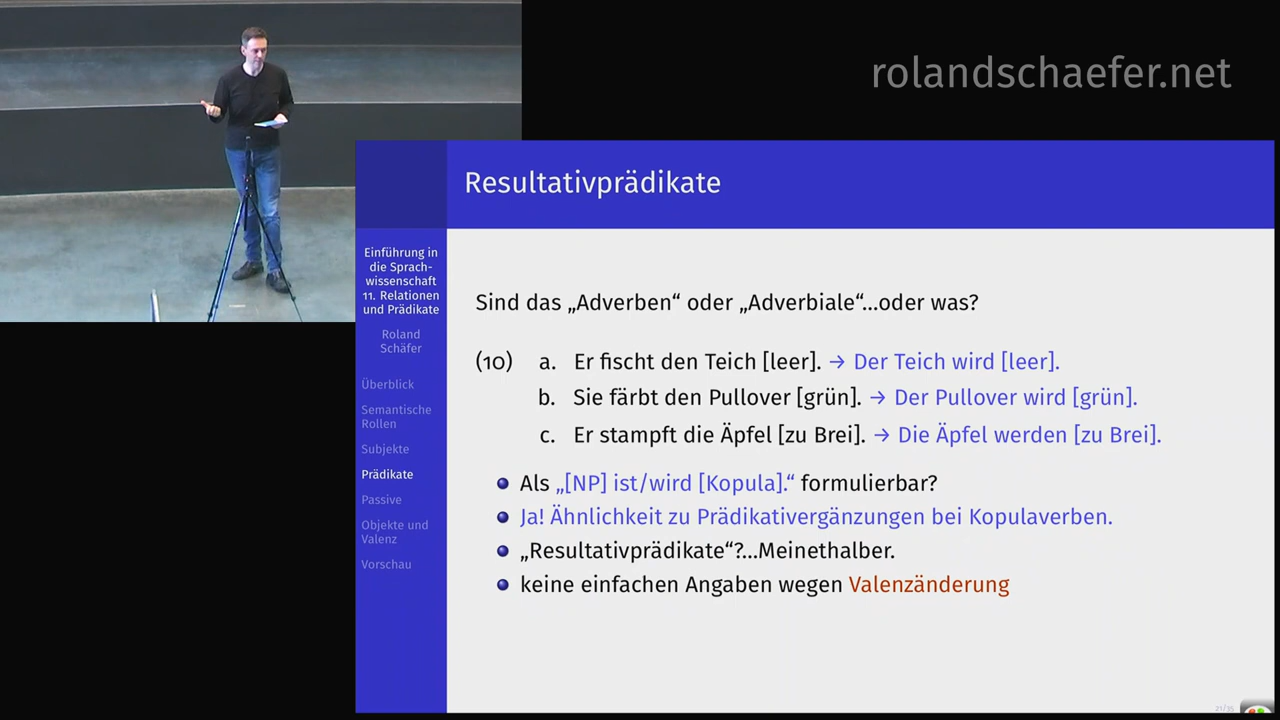 rolandschaefer.net
Resultativprädikate
Einführung in
die Sprach-
wissenschaft
11. Relationen
und Prädikate
Roland
Schäfer
Überblick
Semantische
Rollen
Subjekte
Prädikate
Passive
Objekte und
Valenz
Vorschau
Sind das „Adverben“ oder „Adverbiale“…oder was?
(10) a. Er fischt den Teich [leer]. → Der Teich wird [leer].
b. Sie färbt den Pullover [grün]. → Der Pullover wird [grün].
c. Er stampft die Äpfel [zu Brei]. → Die Äpfel werden [zu Brei].
Als „[NP] ist/wird [Kopula].“ formulierbar?
Ja! Ähnlichkeit zu Prädikativergänzungen bei Kopulaverben.
„Resultativprädikate“?…Meinethalber.
keine einfachen Angaben wegen Valenzänderung
21/35